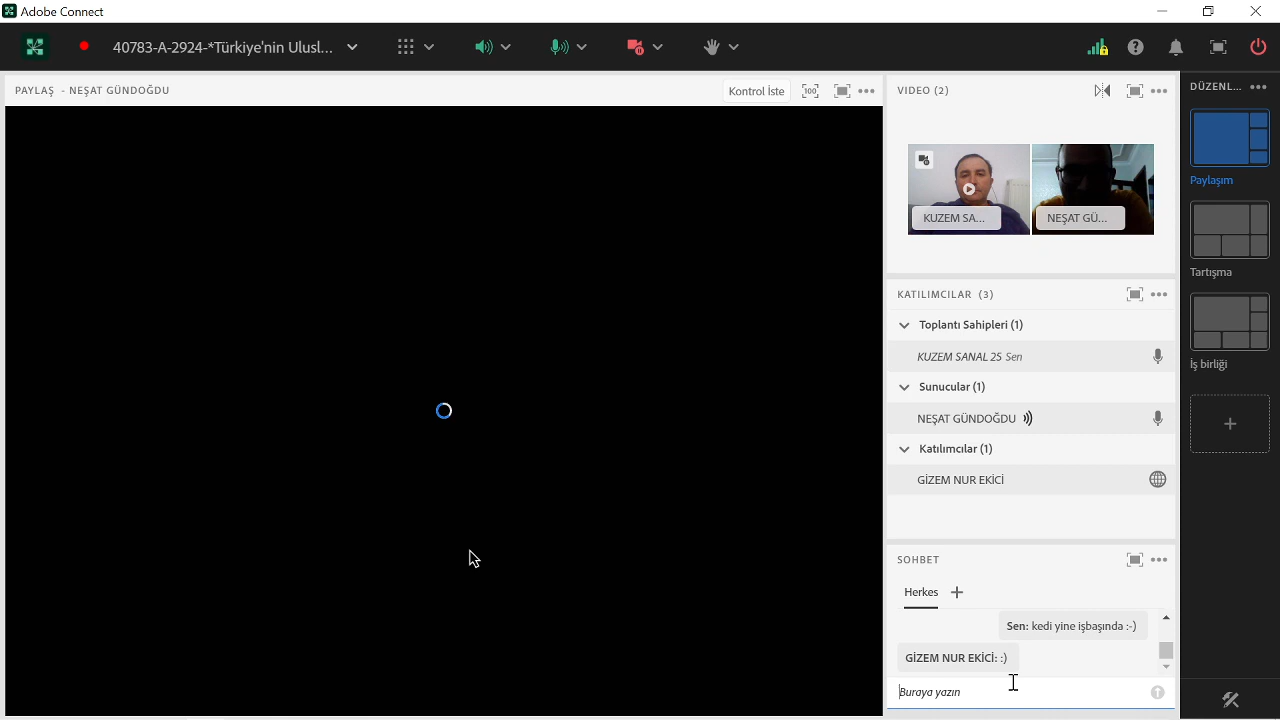 Adobe Connect
40783-A-2924-*Türkiye'nin Ulusl...
PAYLAŞ - NEŞAT GÜNDOĞDU
Kontrol İste
100
VIDEO (2)
KUZEM SA...
NEŞAT GÜ...
KATILIMCILAR (3)
Toplantı Sahipleri (1)
KUZEM SANAL 25 Sen
Sunucular (1)
NEŞAT GÜNDOĞDU
Katılımcılar (1)
GİZEM NUR EKİCİ
SOHBET
Herkes
Sen: kedi yine işbaşında :-)
GİZEM NUR EKİCİ: :)
Buraya yazın
DÜZENL...
Paylaşım
Tartışma
İş birliği